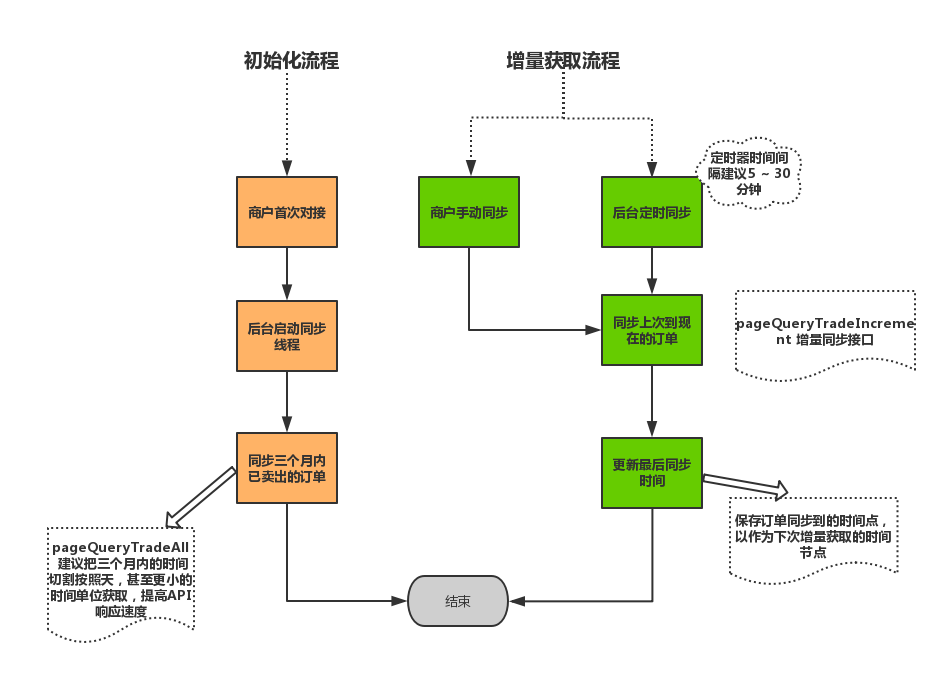 初始化流程
增量获取流程
定时器时间间
隔建议5 ~ 30
分钟
商户首次对接
商户手动同步
后台定时同步
后台启动同步
线程
同步上次到现
在的订单
pageQueryTradeIncreme
nt 增量同步接口
同步三个月内
已卖出的订单
更新最后同步
时间
保存订单同步到的时间点，
以作为下次增量获取的时间
节点
pageQueryTradeAll
建议把三个月内的时间
切割按照天，甚至更小的
时间单位获取，提高API
响应速度
结束